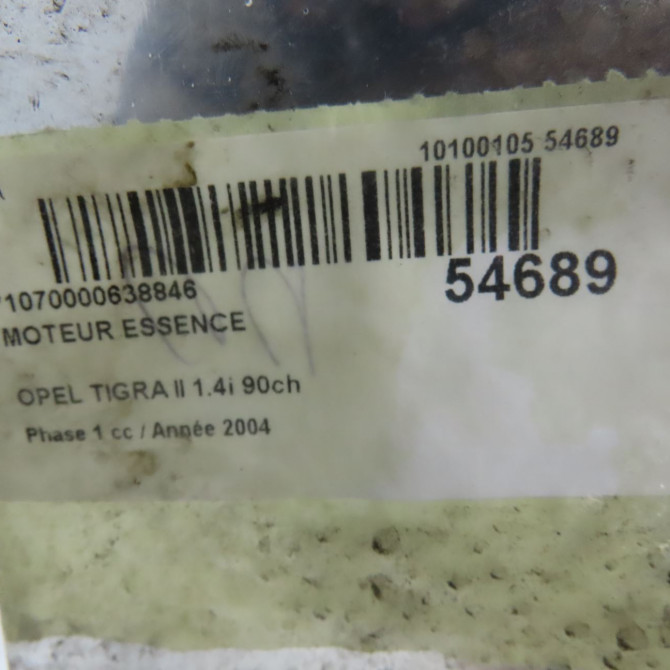 10100105 54689
1070000638846
54689
MOTEUR ESSENCE
OPEL TIGRA II 1.4i 90ch
Phase 1 cc / Année 2004